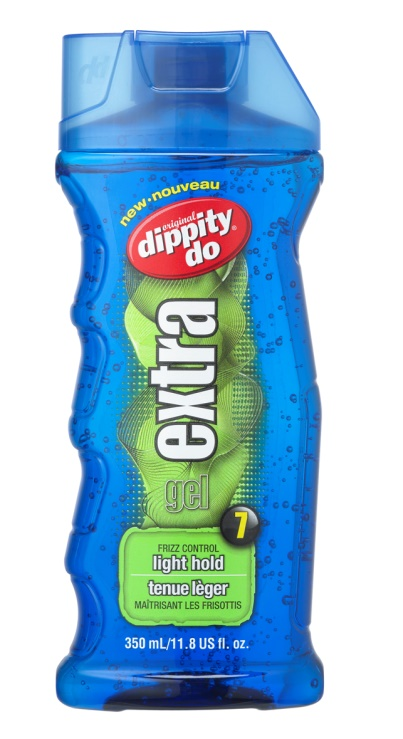 new•nouveau
original
dippity
do®
extra
gel
7
FRIZZ CONTROL
light hold
tenue lèger
MAÎTRISANT LES FRISOTTIS
350 mL/11.8 US fl. oz.